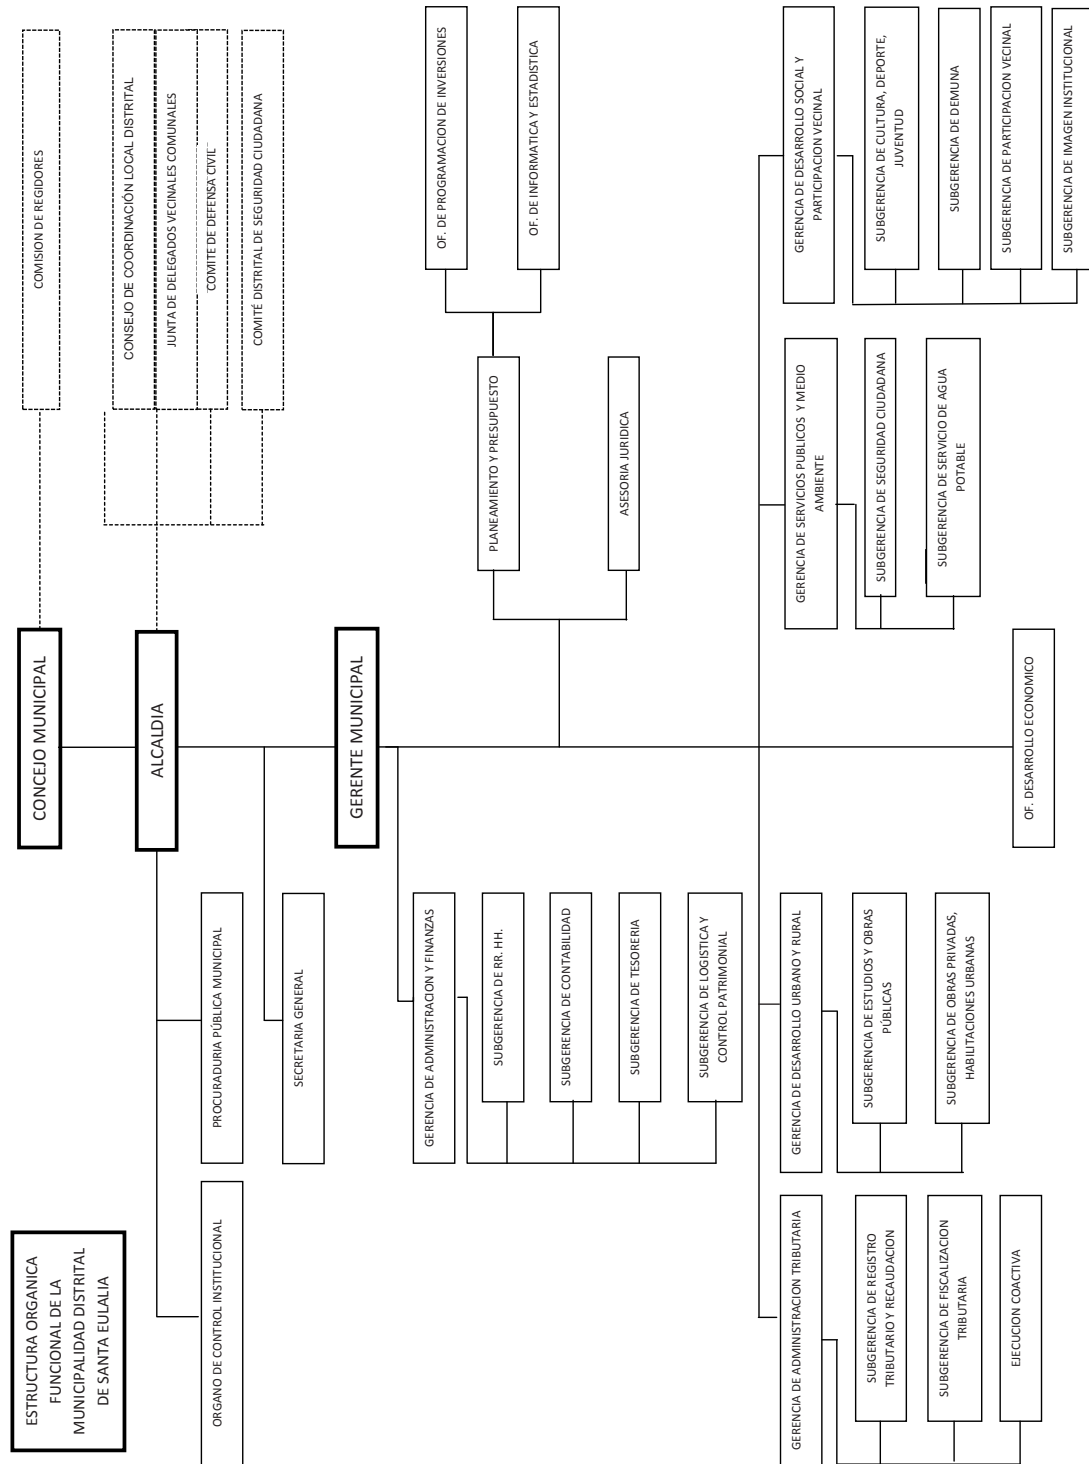 ESTRUCTURA ORGANICA
FUNCIONAL DE LA
MUNICIPALIDAD DISTRITAL
DE SANTA EULALIA
CONCEJO MUNICIPAL
COMISION DE REGIDORES
ALCALDIA
CONSEJO DE COORDINACIÓN LOCAL DISTRITAL
JUNTA DE DELEGADOS VECINALES COMUNALES
COMITE DE DEFENSA CIVIL
COMITÉ DISTRITAL DE SEGURIDAD CIUDADANA
ORGANO DE CONTROL INSTITUCIONAL
PROCURADURIA PÚBLICA MUNICIPAL
SECRETARIA GENERAL
GERENTE MUNICIPAL
GERENCIA DE ADMINISTRACION Y FINANZAS
SUBGERENCIA DE RR. HH.
SUBGERENCIA DE CONTABILIDAD
SUBGERENCIA DE TESORERIA
SUBGERENCIA DE LOGISTICA Y
CONTROL PATRIMONIAL
PLANEAMIENTO Y PRESUPUESTO
OF. DE PROGRAMACION DE INVERSIONES
OF. DE INFORMATICA Y ESTADISTICA
ASESORIA JURIDICA
GERENCIA DE ADMINISTRACION TRIBUTARIA
SUBGERENCIA DE REGISTRO
TRIBUTARIO Y RECAUDACION
SUBGERENCIA DE FISCALIZACION
TRIBUTARIA
EJECUCION COACTIVA
GERENCIA DE DESARROLLO URBANO Y RURAL
SUBGERENCIA DE ESTUDIOS Y OBRAS
PÚBLICAS
SUBGERENCIA DE OBRAS PRIVADAS,
HABILITACIONES URBANAS
OF. DESARROLLO ECONOMICO
GERENCIA DE SERVICIOS PUBLICOS Y MEDIO
AMBIENTE
SUBGERENCIA DE SEGURIDAD CIUDADANA
SUBGERENCIA DE SERVICIO DE AGUA
POTABLE
GERENCIA DE DESARROLLO SOCIAL Y
PARTICIPACION VECINAL
SUBGERENCIA DE CULTURA, DEPORTE,
JUVENTUD
SUBGERENCIA DE DEMUNA
SUBGERENCIA DE PARTICIPACION VECINAL
SUBGERENCIA DE IMAGEN INSTITUCIONAL